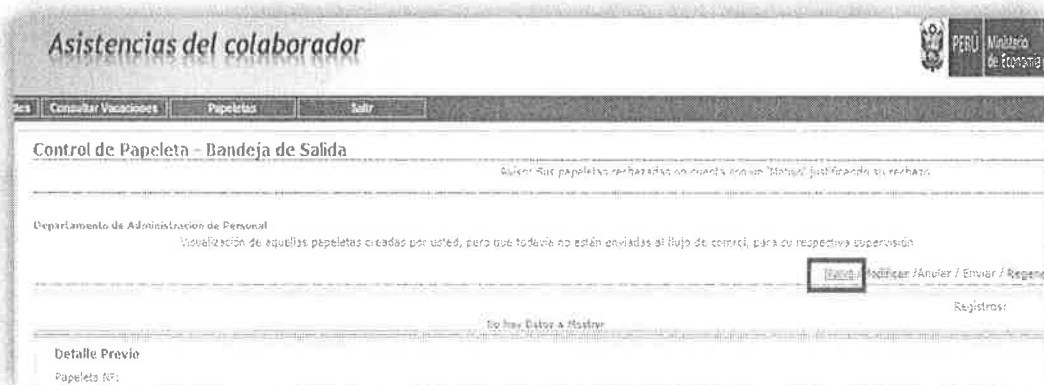 Asistencias del colaborador
PERÚ Ministerio
de Economía
des Consultar Vacaciones Papeletas Salir
Control de Papeleta - Bandeja de Salida
Aviso: Sus papeletas rechazadas no cuenta con un "Motivo" justificando su rechazo
Departamento de Administracion de Personal
Visualización de aquellas papeletas creadas por usted, pero que todavía no están enviadas al flujo de control, para su respectiva supervisión
Modificar /Anular / Enviar / Regene
Registros:
No hay Datos a Mostrar
Detalle Previo
Papeleta Nº: